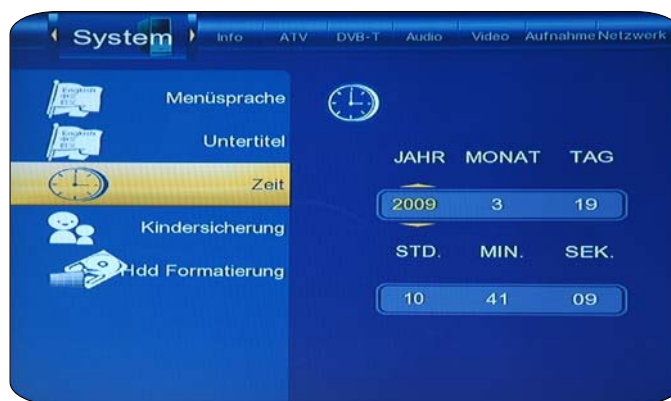 System Info ATV DVB-T Audio Video Aufnahme Netzwerk
Menüsprache
Untertitel
Zeit
Kindersicherung
Hdd Formatierung
JAHR MONAT TAG
2009 3 19
STD. MIN. SEK.
10 41 09